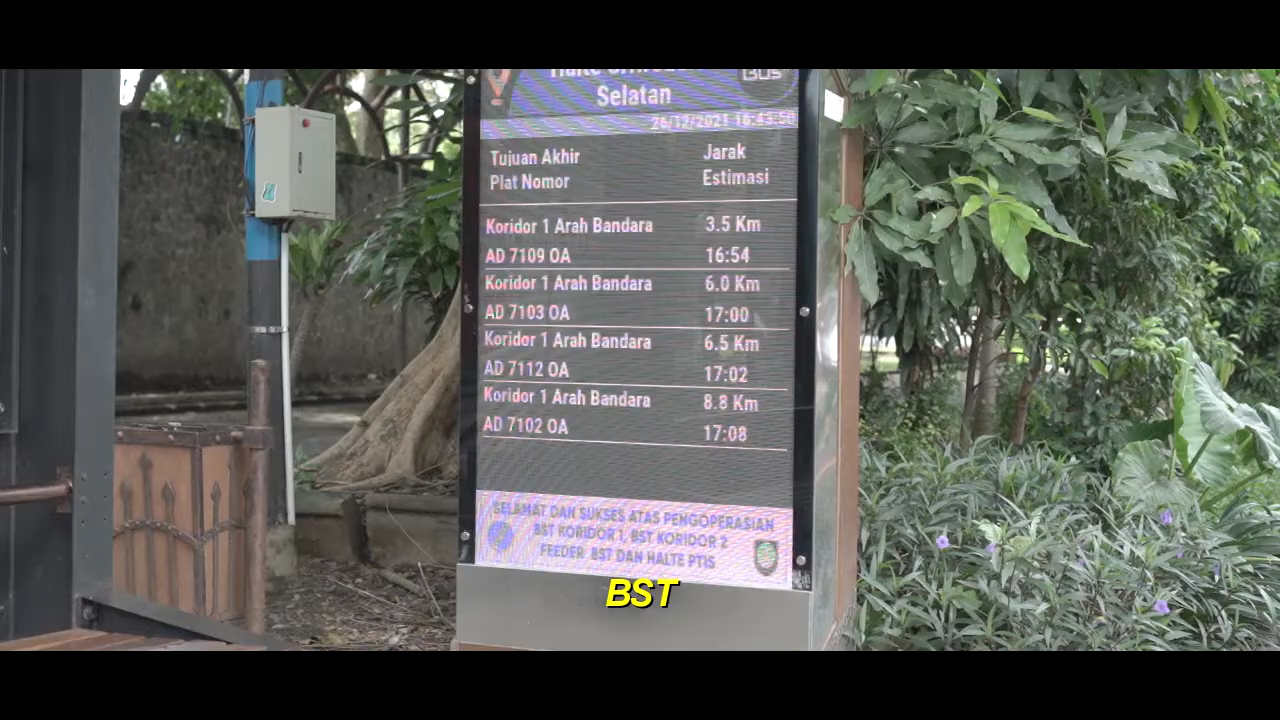 Halte
Bus
Selatan
26/12/2021 16:43:50
Tujuan Akhir Jarak
Plat Nomor Estimasi
Koridor 1 Arah Bandara 3.5 Km
AD 7109 OA 16:54
Koridor 1 Arah Bandara 6.0 Km
AD 7103 OA 17:00
Koridor 1 Arah Bandara 6.5 Km
AD 7112 OA 17:02
Koridor 1 Arah Bandara 8.8 Km
AD 7102 OA 17:08
SELAMAT DAN SUKSES ATAS PENGOPERASIAN
BST KORIDOR 1, BST KORIDOR 2
FEEDER BST DAN HALTE PTIS
BST